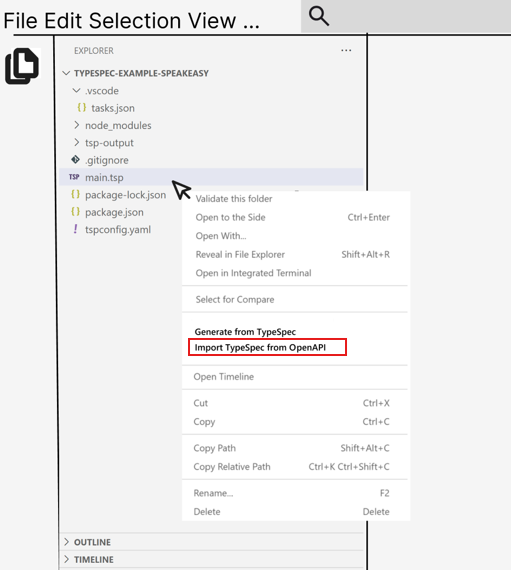 File Edit Selection View ...
EXPLORER ...
TYPESPEC-EXAMPLE-SPEAKEASY
.vscode
{} tasks.json
node_modules
tsp-output
.gitignore
TSP main.tsp
{} package-lock.json
{} package.json
! tspconfig.yaml
Validate this folder
Open to the Side Ctrl+Enter
Open With...
Reveal in File Explorer Shift+Alt+R
Open in Integrated Terminal
Select for Compare
Generate from TypeSpec
Import TypeSpec from OpenAPI
Open Timeline
Cut Ctrl+X
Copy Ctrl+C
Copy Path Shift+Alt+C
Copy Relative Path Ctrl+K Ctrl+Shift+C
Rename... F2
Delete Delete
OUTLINE
TIMELINE